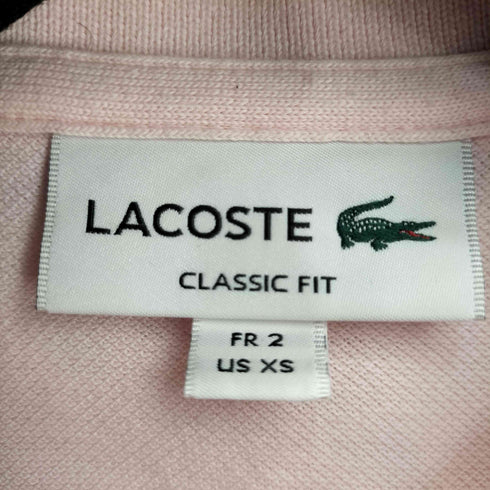 LACOSTE
CLASSIC FIT
FR 2
US XS